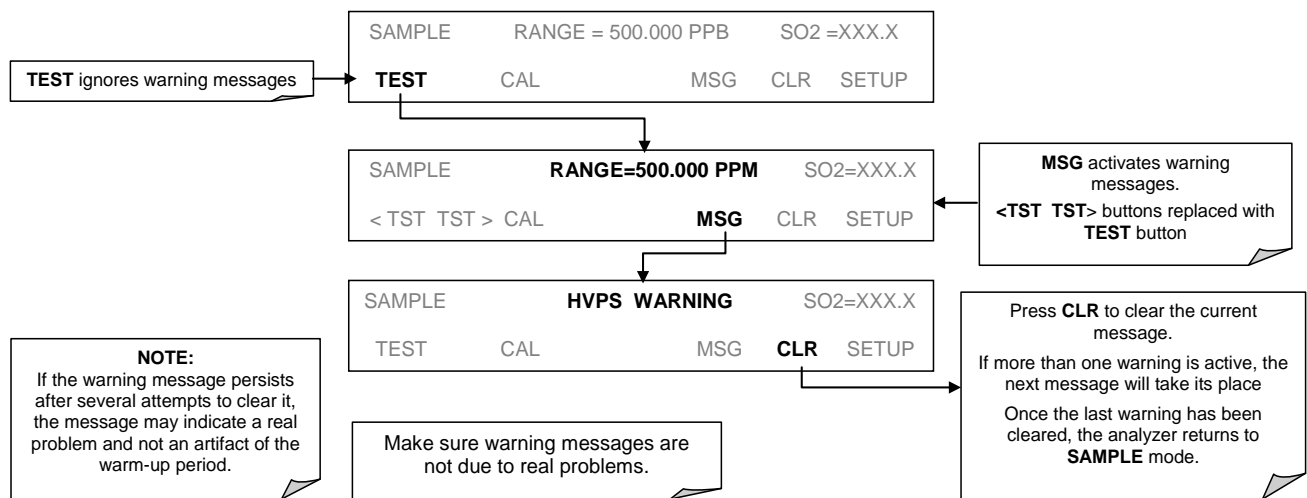 SAMPLE RANGE = 500.000 PPB SO2 =XXX.X
TEST CAL MSG CLR SETUP
TEST ignores warning messages
SAMPLE RANGE=500.000 PPM SO2=XXX.X
< TST TST > CAL MSG CLR SETUP
MSG activates warning
messages.
<TST TST> buttons replaced with
TEST button
SAMPLE HVPS WARNING SO2=XXX.X
TEST CAL MSG CLR SETUP
Press CLR to clear the current
message.
If more than one warning is active, the
next message will take its place
Once the last warning has been
cleared, the analyzer returns to
SAMPLE mode.
NOTE:
If the warning message persists
after several attempts to clear it,
the message may indicate a real
problem and not an artifact of the
warm-up period.
Make sure warning messages are
not due to real problems.